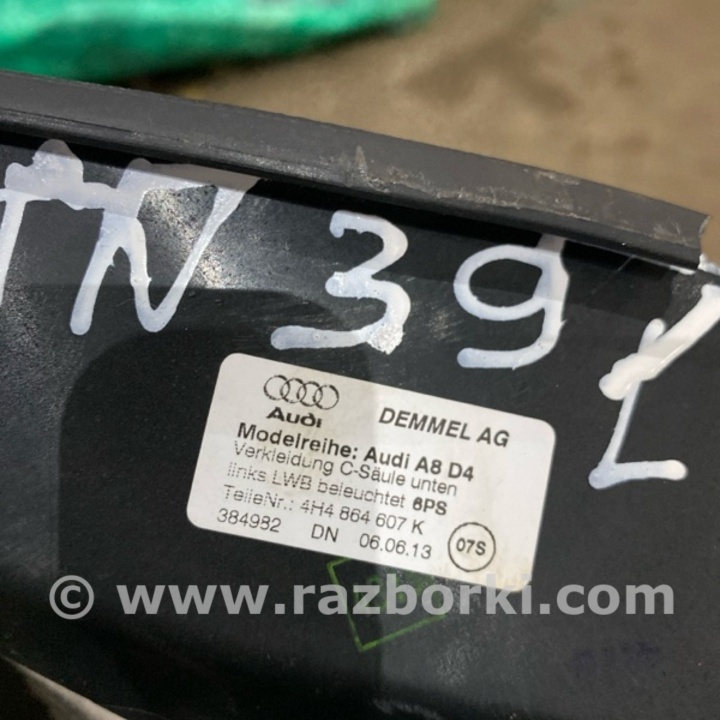 TN 39 L
Audi DEMMEL AG
Modelreihe: Audi A8 D4
Verkleidung C-Säule unten
links LWB beleuchtet 6PS
TeileNr.: 4H4 864 607 K
384982 DN 06.06.13 07S
© www.razborki.com